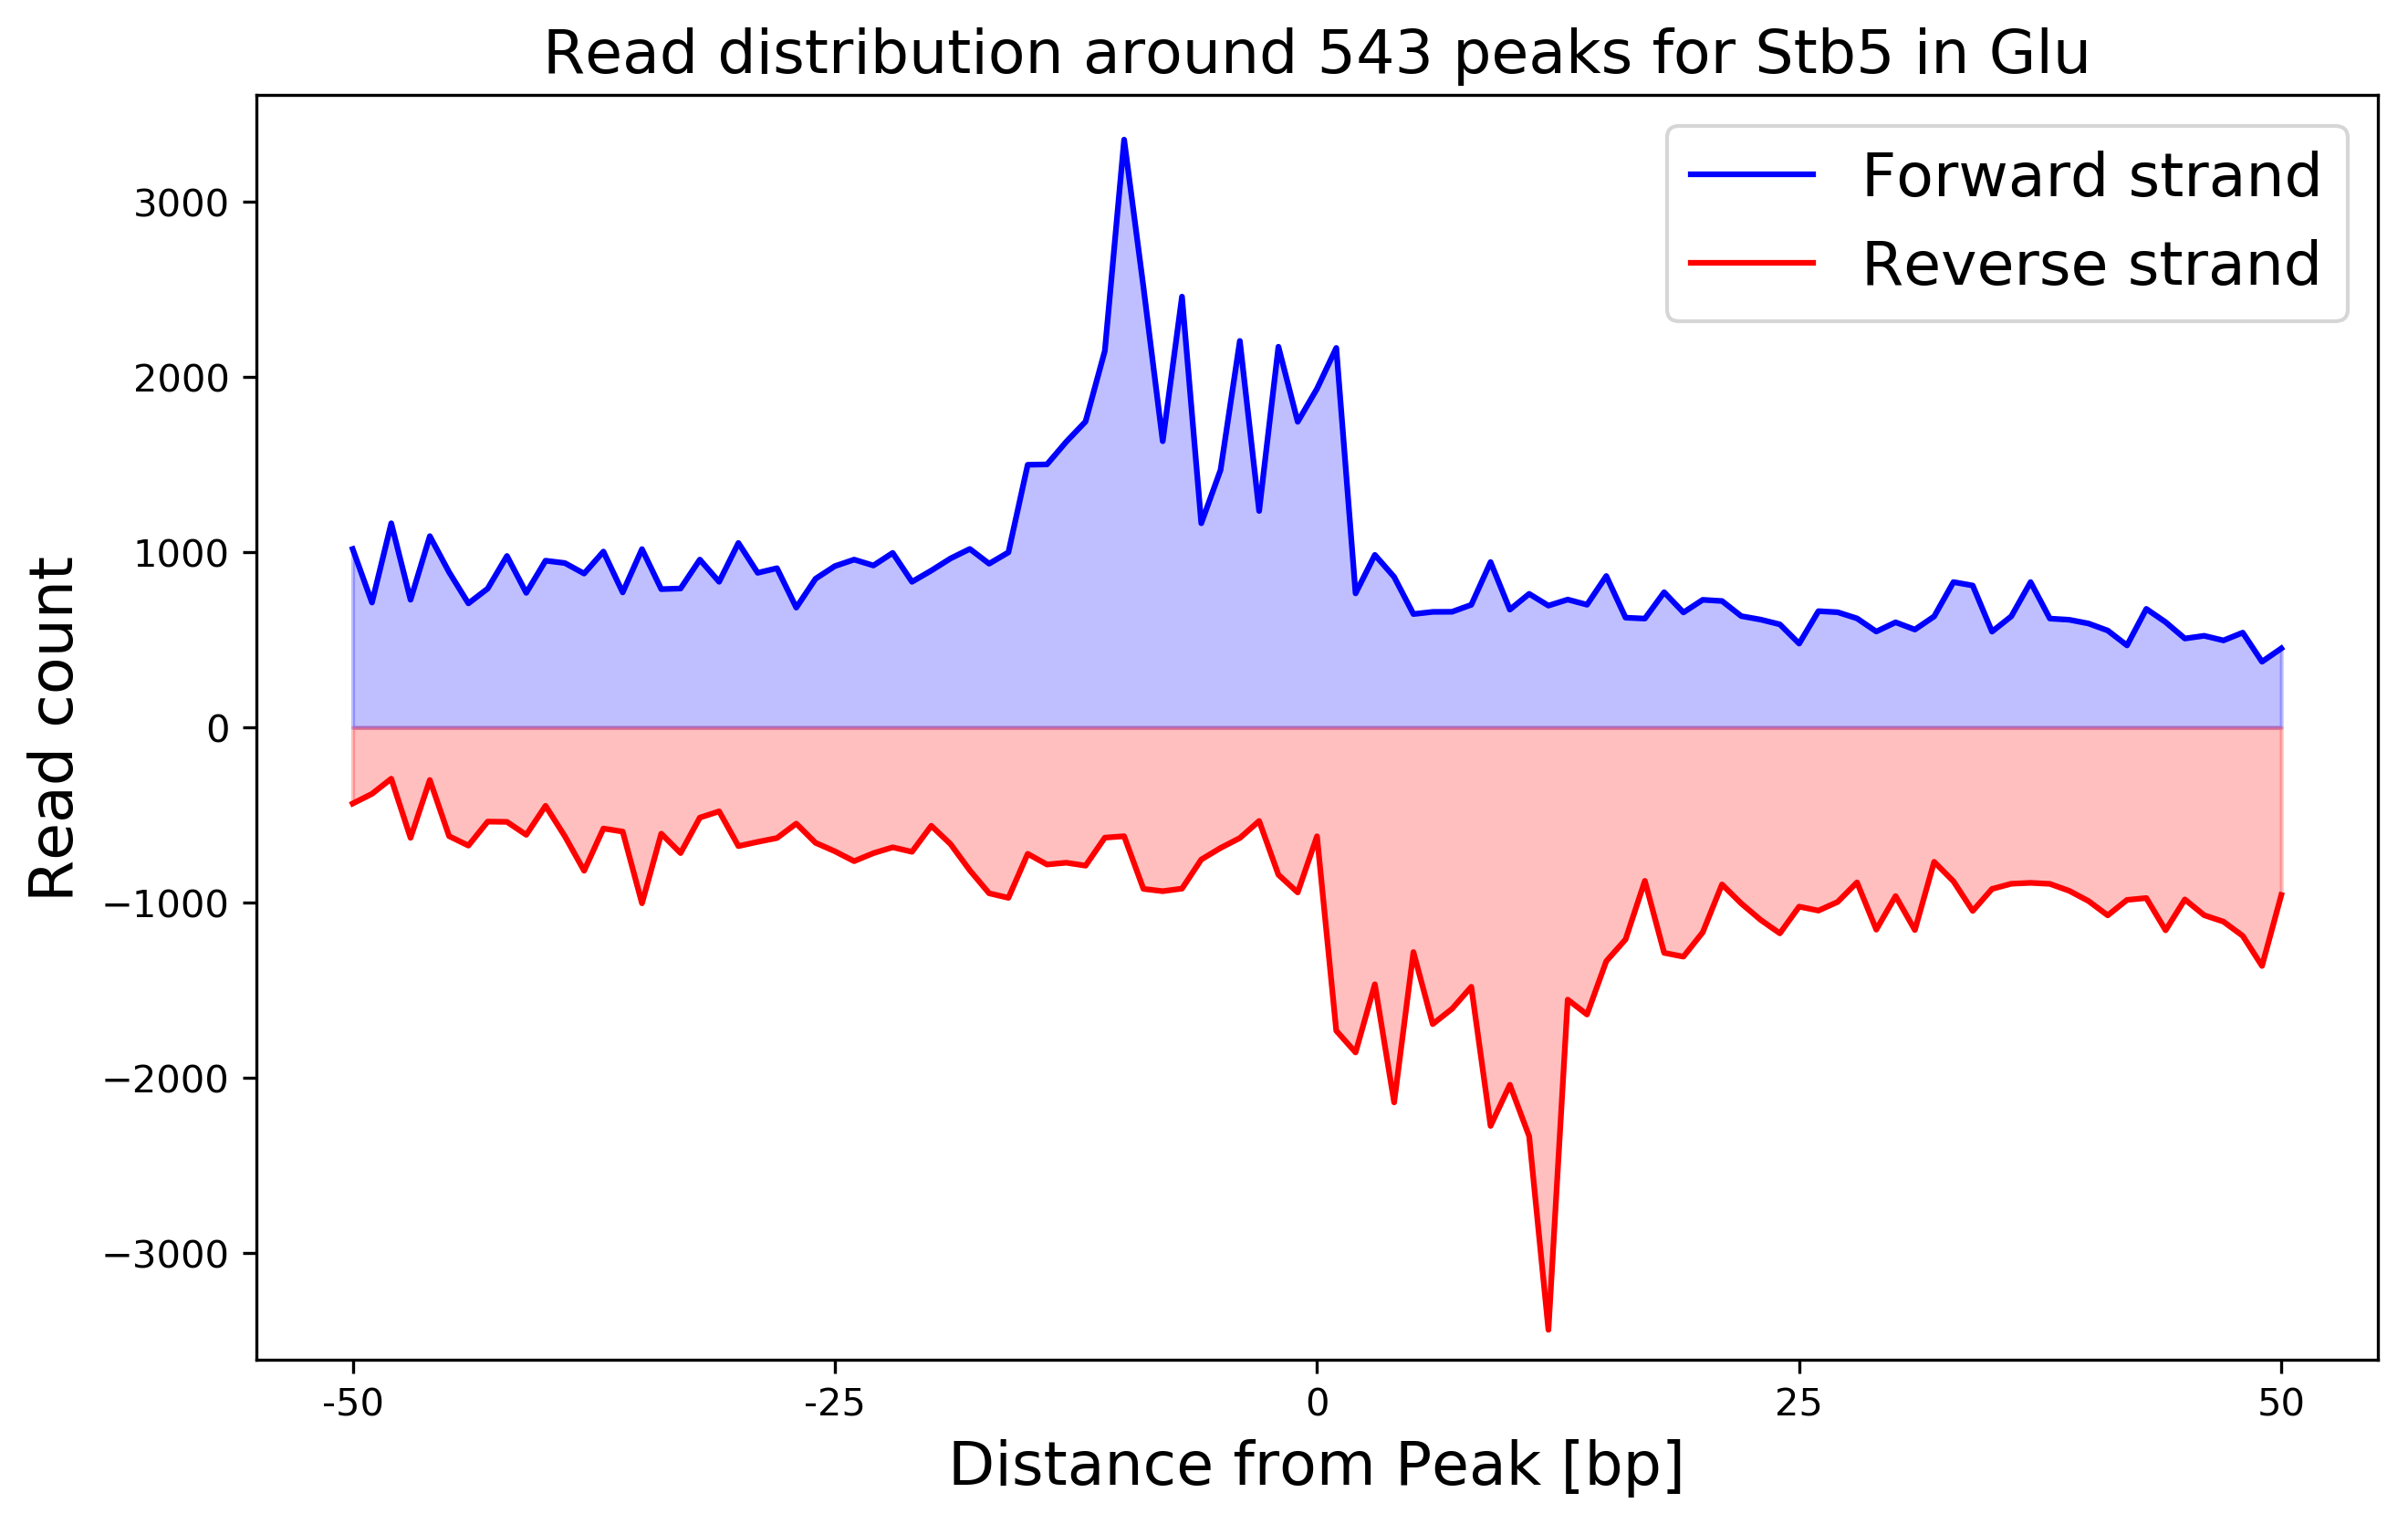 Read distribution around 543 peaks for Stb5 in Glu
Forward strand
Reverse strand
3000
2000
1000
0
−1000
−2000
−3000
Read count
-50
-25
0
25
50
Distance from Peak [bp]